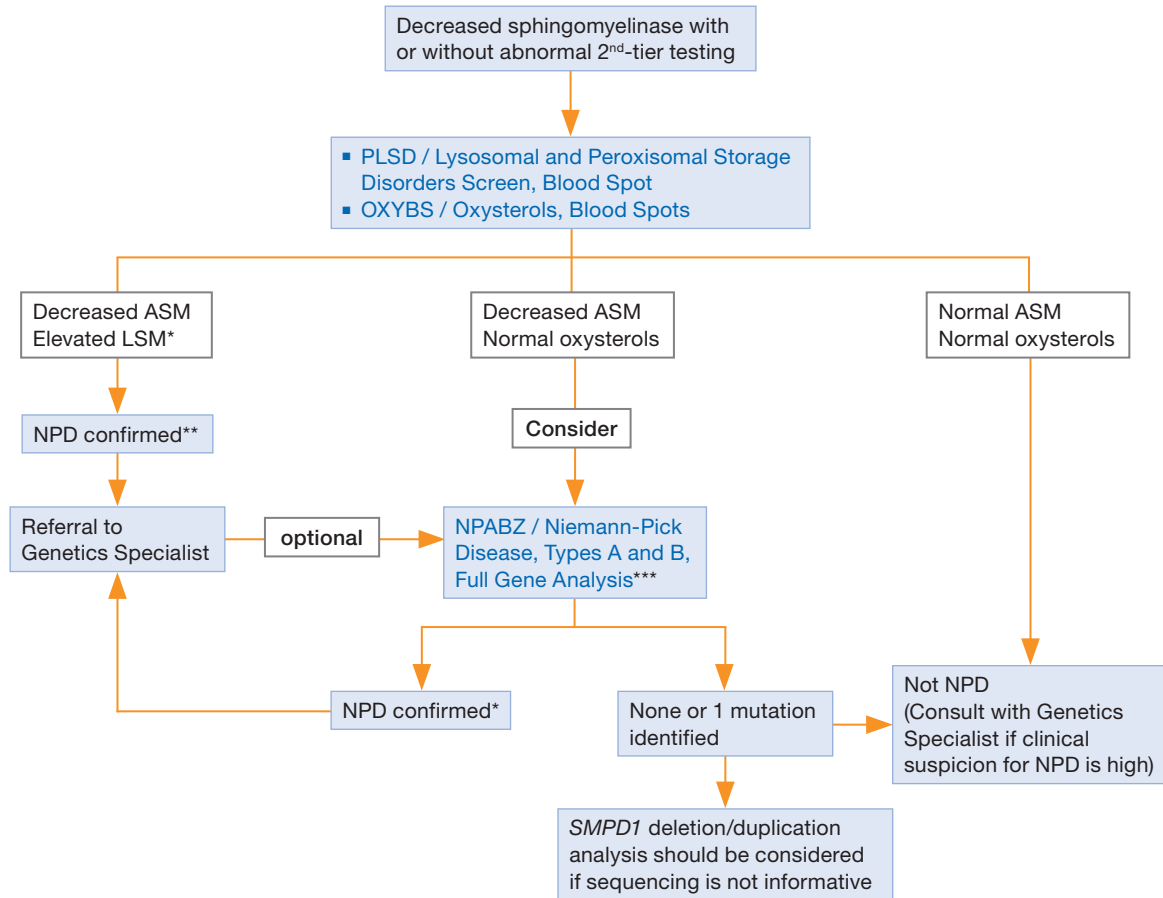 Decreased sphingomyelinase with
or without abnormal 2nd-tier testing
▪ PLSD / Lysosomal and Peroxisomal Storage
Disorders Screen, Blood Spot
▪ OXYBS / Oxysterols, Blood Spots
Decreased ASM
Elevated LSM*
Decreased ASM
Normal oxysterols
Normal ASM
Normal oxysterols
NPD confirmed**
Consider
Referral to
Genetics Specialist
optional
NPABZ / Niemann-Pick
Disease, Types A and B,
Full Gene Analysis***
NPD confirmed*
None or 1 mutation
identified
Not NPD
(Consult with Genetics
Specialist if clinical
suspicion for NPD is high)
SMPD1 deletion/duplication
analysis should be considered
if sequencing is not informative